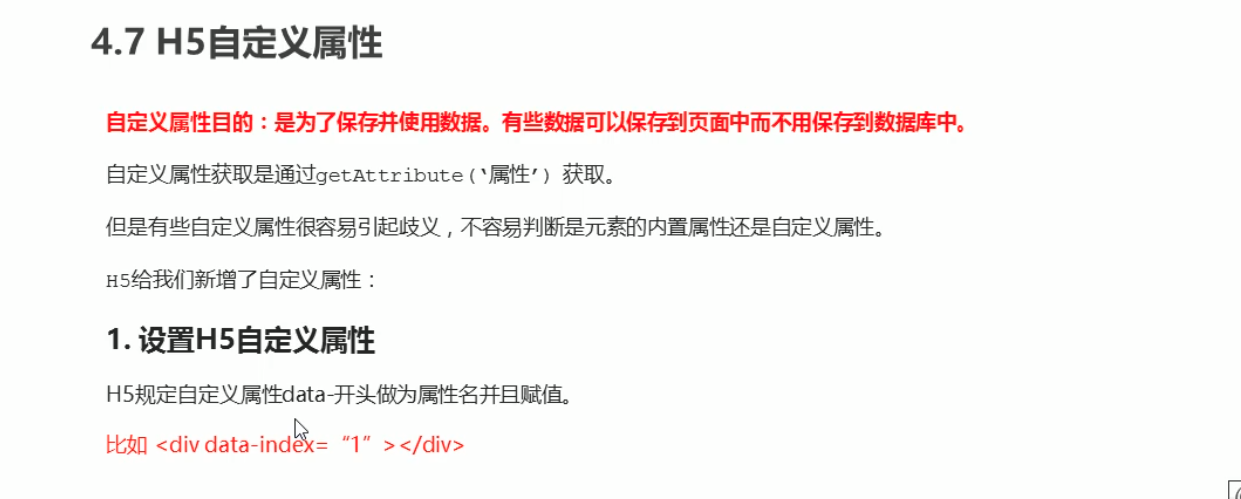 4.7 H5自定义属性
自定义属性目的：是为了保存并使用数据。有些数据可以保存到页面中而不用保存到数据库中。
自定义属性获取是通过getAttribute(‘属性’) 获取。
但是有些自定义属性很容易引起歧义，不容易判断是元素的内置属性还是自定义属性。
H5给我们新增了自定义属性：
1. 设置H5自定义属性
H5规定自定义属性data-开头做为属性名并且赋值。
比如 <div data-index=“1”></div>